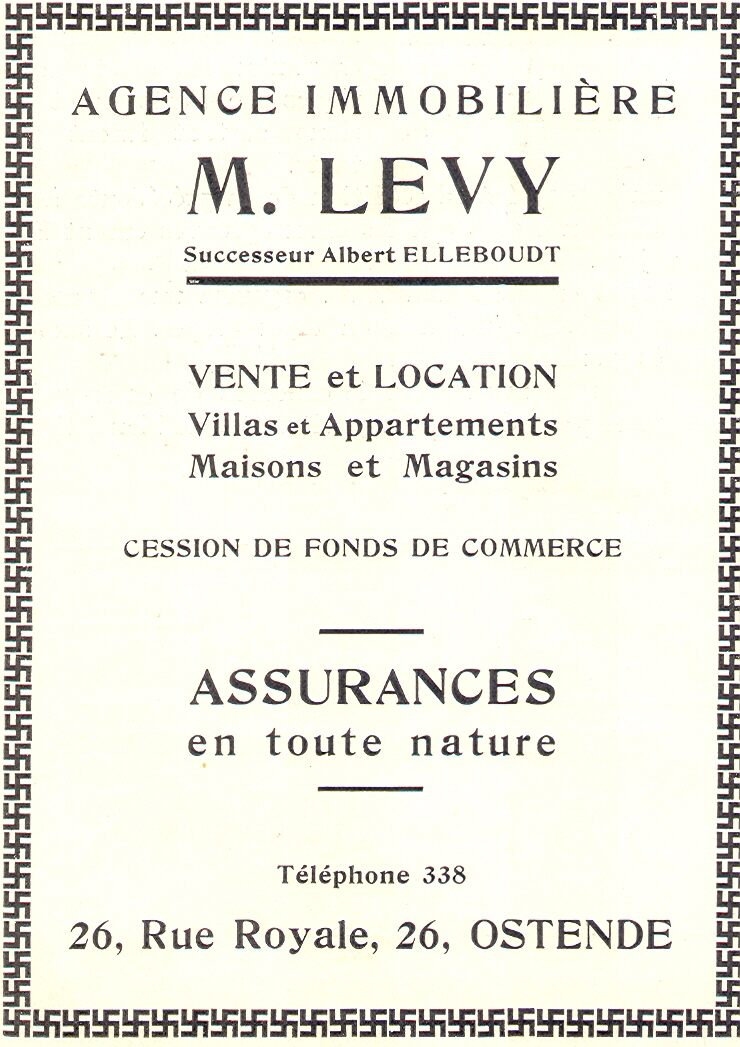 AGENCE IMMOBILIÈRE
M. LEVY
Successeur Albert ELLEBOUDT
VENTE et LOCATION
Villas et Appartements
Maisons et Magasins
CESSION DE FONDS DE COMMERCE
ASSURANCES
en toute nature
Téléphone 338
26, Rue Royale, 26, OSTENDE